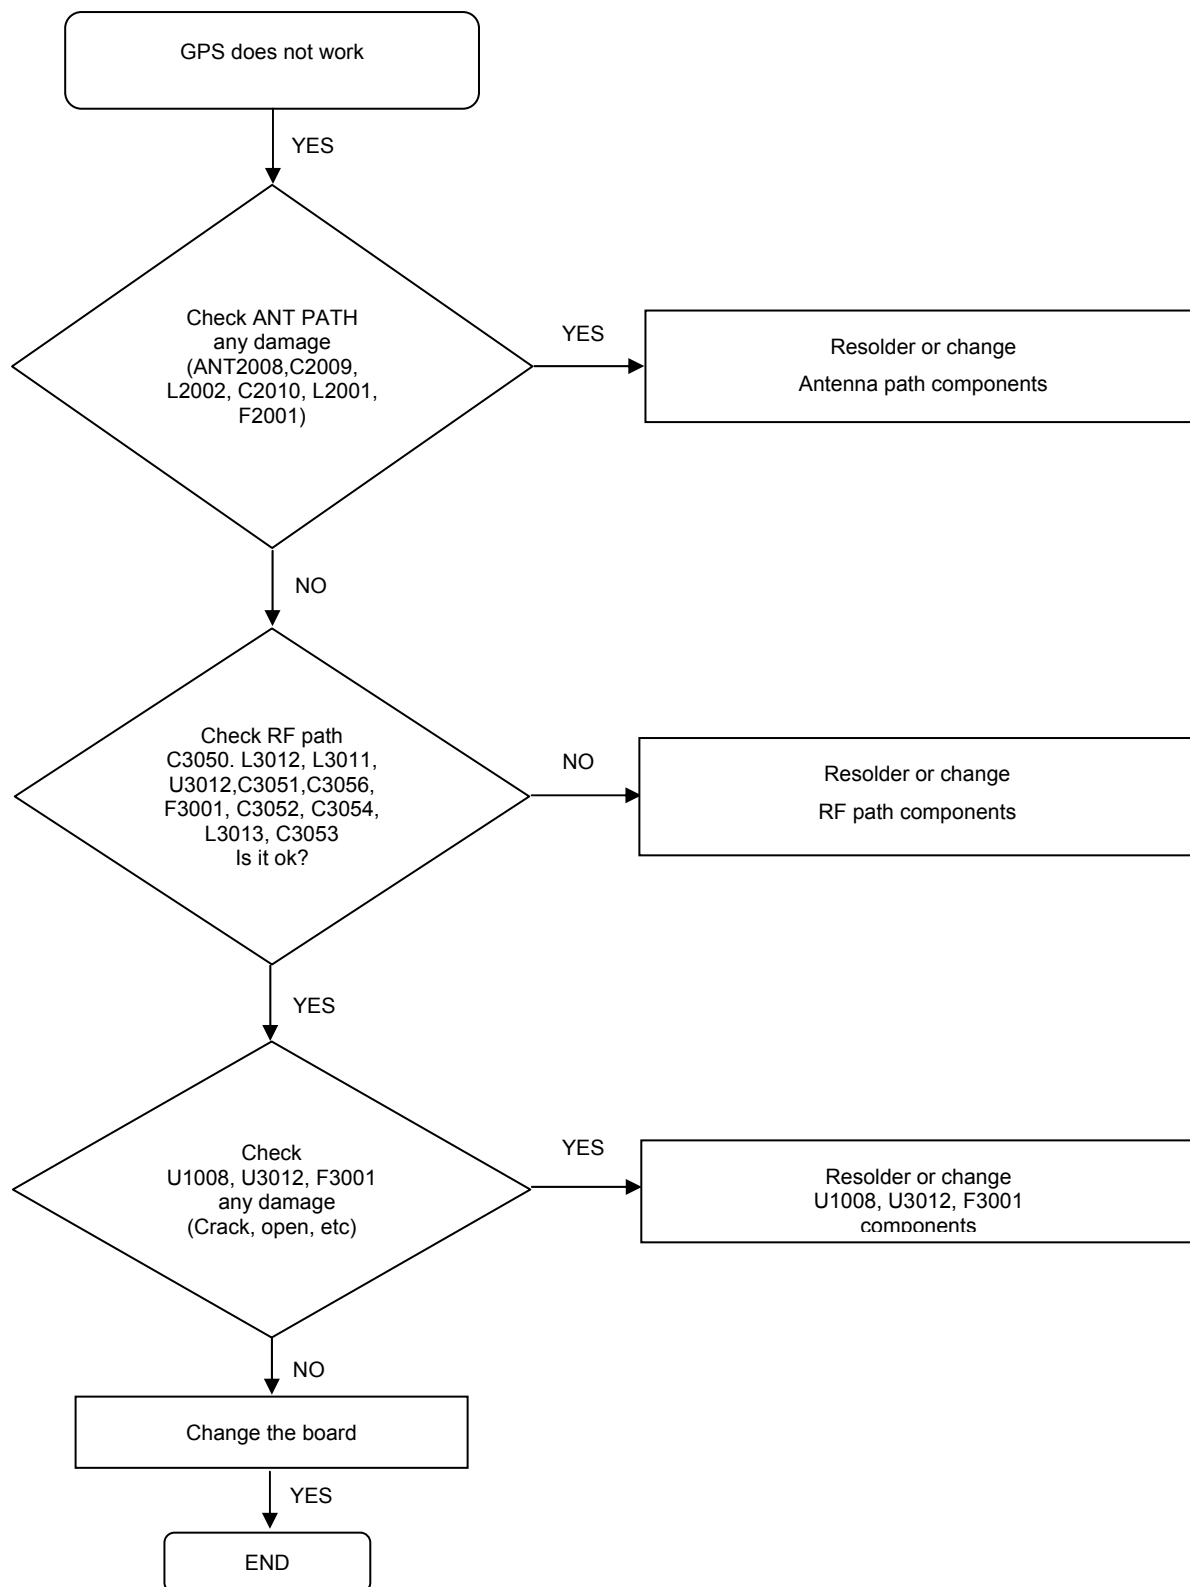 GPS does not work
YES
Check ANT PATH
any damage
(ANT2008,C2009,
L2002, C2010, L2001,
F2001)
YES
Resolder or change
Antenna path components
NO
Check RF path
C3050. L3012, L3011,
U3012,C3051,C3056,
F3001, C3052, C3054,
L3013, C3053
Is it ok?
NO
Resolder or change
RF path components
YES
Check
U1008, U3012, F3001
any damage
(Crack, open, etc)
YES
Resolder or change
U1008, U3012, F3001
components
NO
Change the board
YES
END